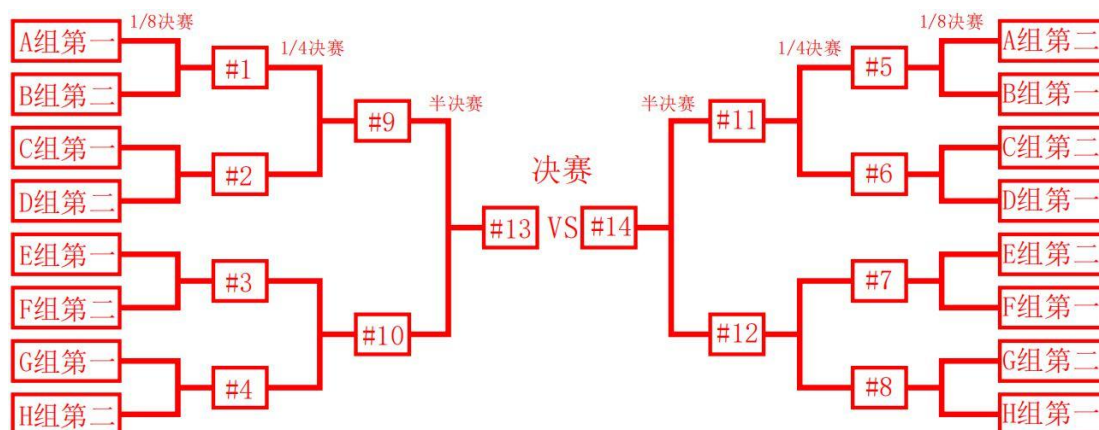 1/8决赛
A组第一
B组第二
C组第一
D组第二
E组第一
F组第二
G组第一
H组第二
1/4决赛
#1
#2
#3
#4
半决赛
#9
#10
决赛
#13 VS #14
半决赛
#11
#12
1/4决赛
#5
#6
#7
#8
1/8决赛
A组第二
B组第一
C组第二
D组第一
E组第二
F组第一
G组第二
H组第一